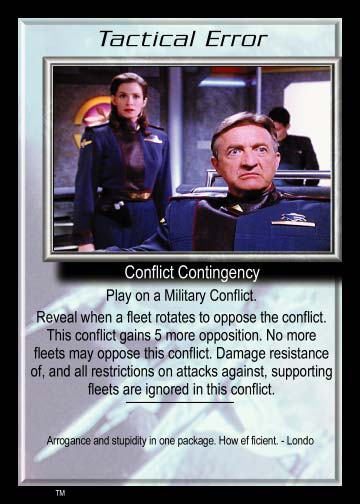 Tactical Error
Conflict Contingency
Play on a Military Conflict.
Reveal when a fleet rotates to oppose the conflict.
This conflict gains 5 more opposition. No more
fleets may oppose this conflict. Damage resistance
of, and all restrictions on attacks against, supporting
fleets are ignored in this conflict.
Arrogance and stupidity in one package. How ef ficient. - Londo
TM